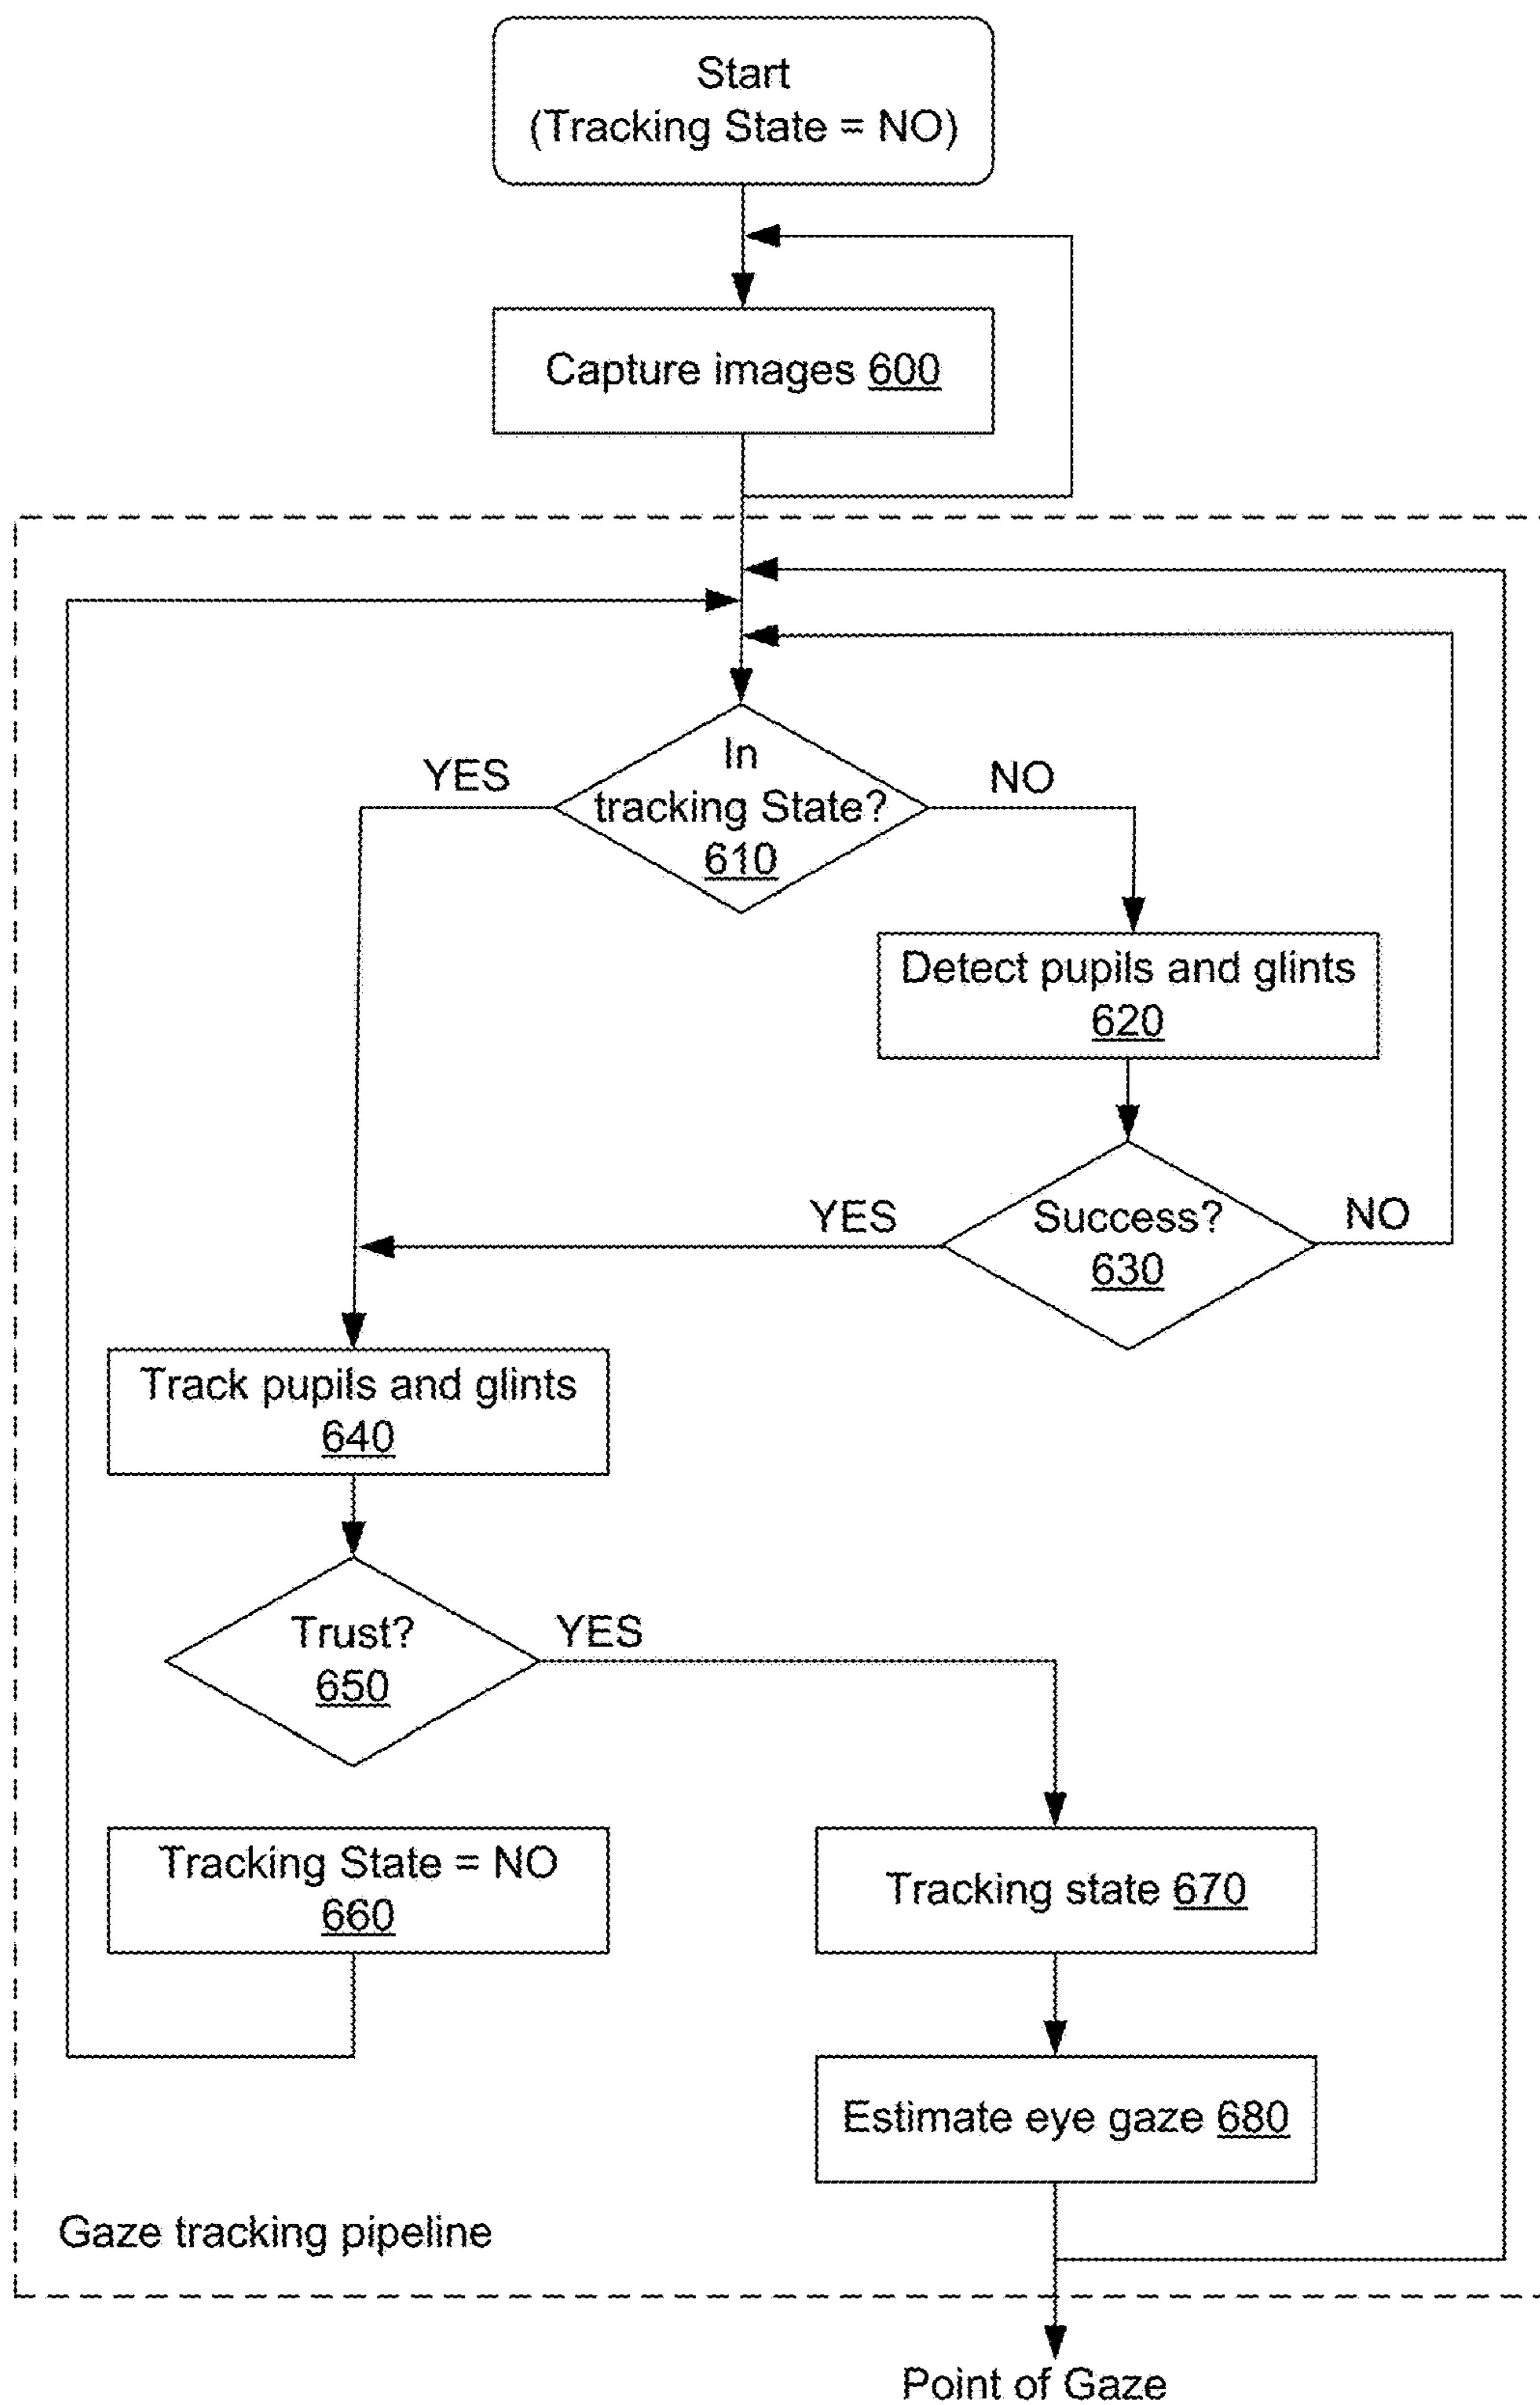 Start
(Tracking State = NO)
Capture images 600
In
tracking State?
610
YES
NO
Detect pupils and glints
620
Success?
630
YES
NO
Track pupils and glints
640
Trust?
650
YES
Tracking State = NO
660
Tracking state 670
Estimate eye gaze 680
Gaze tracking pipeline
Point of Gaze